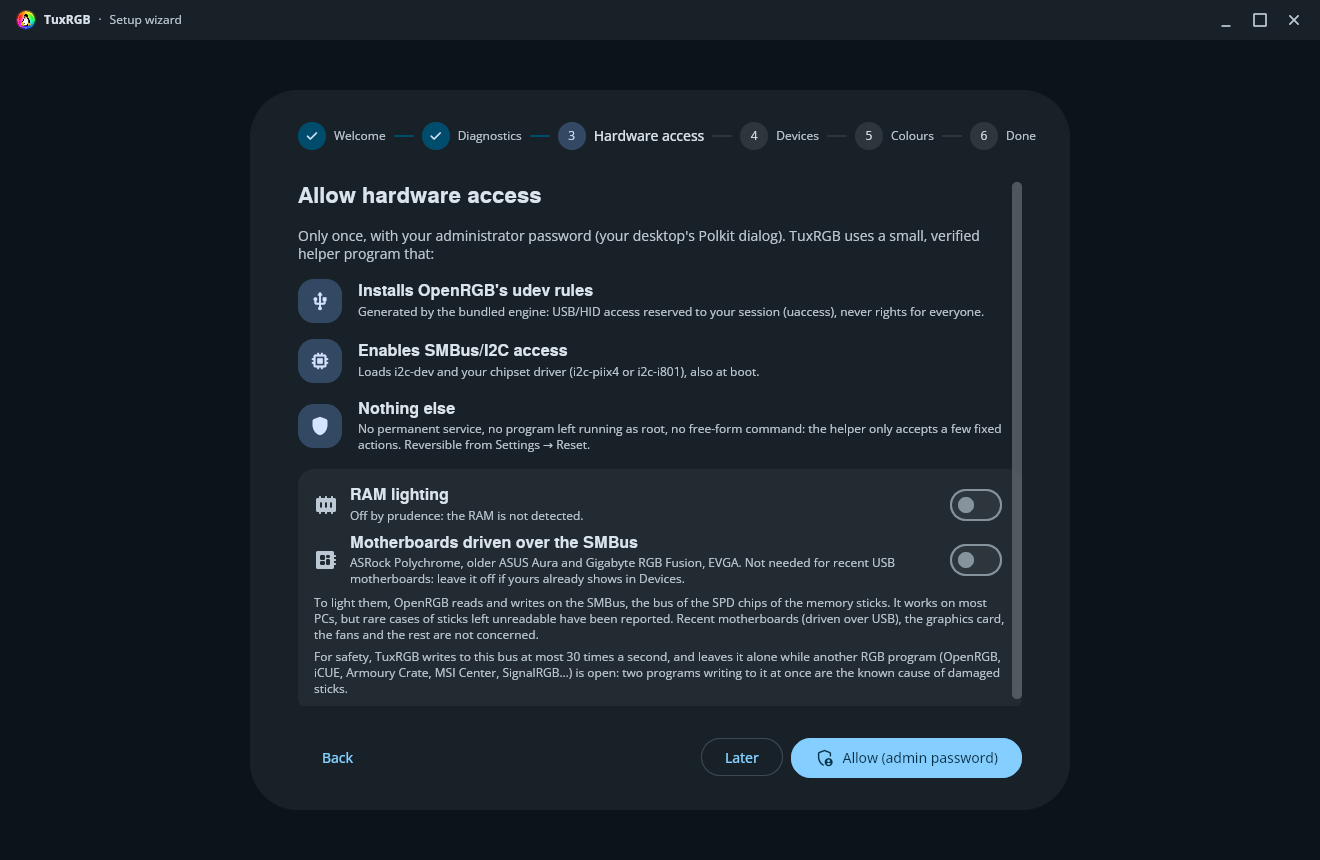 TuxRGB · Setup wizard
Welcome
Diagnostics
3 Hardware access
4 Devices
5 Colours
6 Done
Allow hardware access
Only once, with your administrator password (your desktop's Polkit dialog). TuxRGB uses a small, verified
helper program that:
Installs OpenRGB's udev rules
Generated by the bundled engine: USB/HID access reserved to your session (uaccess), never rights for everyone.
Enables SMBus/I2C access
Loads i2c-dev and your chipset driver (i2c-piix4 or i2c-i801), also at boot.
Nothing else
No permanent service, no program left running as root, no free-form command: the helper only accepts a few fixed
actions. Reversible from Settings → Reset.
RAM lighting
Off by prudence: the RAM is not detected.
Motherboards driven over the SMBus
ASRock Polychrome, older ASUS Aura and Gigabyte RGB Fusion, EVGA. Not needed for recent USB
motherboards: leave it off if yours already shows in Devices.
To light them, OpenRGB reads and writes on the SMBus, the bus of the SPD chips of the memory sticks. It works on most
PCs, but rare cases of sticks left unreadable have been reported. Recent motherboards (driven over USB), the graphics card,
the fans and the rest are not concerned.
For safety, TuxRGB writes to this bus at most 30 times a second, and leaves it alone while another RGB program (OpenRGB,
iCUE, Armoury Crate, MSI Center, SignalRGB…) is open: two programs writing to it at once are the known cause of damaged
sticks.
Back
Later
Allow (admin password)